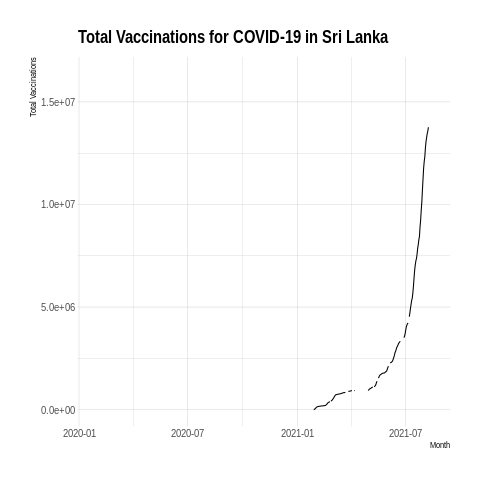 Total Vaccinations for COVID-19 in Sri Lanka
Total Vaccinations
1.5e+07
1.0e+07
5.0e+06
0.0e+00
2020-01 2020-07 2021-01 2021-07
Month